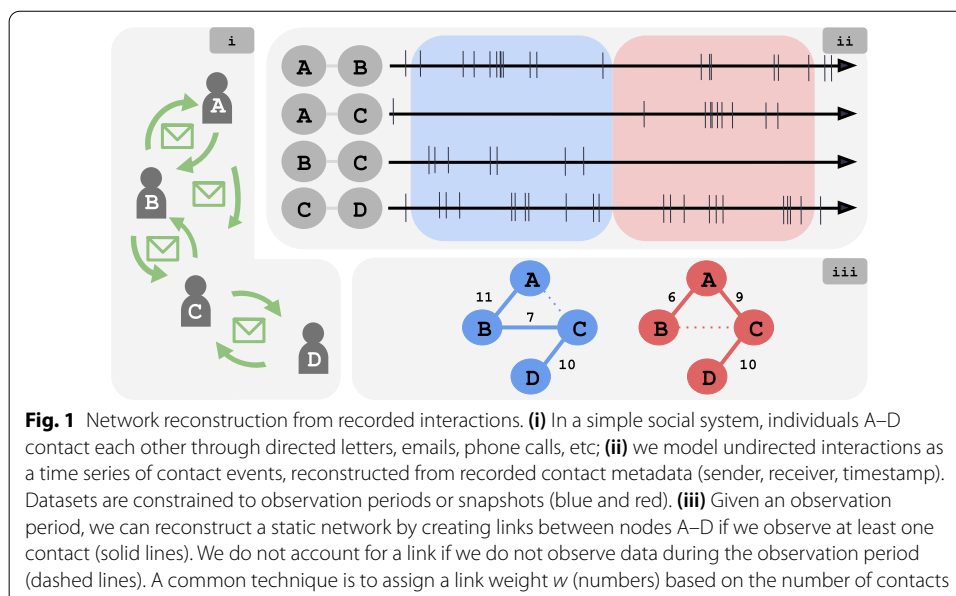 i
A
B
C
D
ii
A B
A C
B C
C D
iii
A
11
7
B C
10
D
A
6 9
B C
10
D
Fig. 1 Network reconstruction from recorded interactions. (i) In a simple social system, individuals A–D
contact each other through directed letters, emails, phone calls, etc; (ii) we model undirected interactions as
a time series of contact events, reconstructed from recorded contact metadata (sender, receiver, timestamp).
Datasets are constrained to observation periods or snapshots (blue and red). (iii) Given an observation
period, we can reconstruct a static network by creating links between nodes A–D if we observe at least one
contact (solid lines). We do not account for a link if we do not observe data during the observation period
(dashed lines). A common technique is to assign a link weight w (numbers) based on the number of contacts